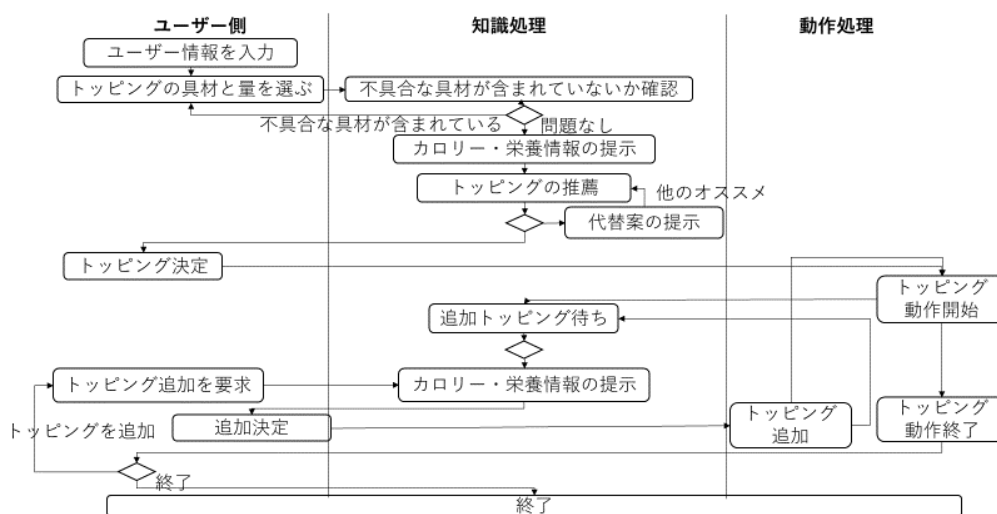 ユーザー側
知識処理
動作処理
ユーザー情報を入力
トッピングの具材と量を選ぶ
不具合な具材が含まれていないか確認
不具合な具材が含まれている
問題なし
カロリー・栄養情報の提示
トッピングの推薦
他のオススメ
代替案の提示
トッピング決定
トッピング
動作開始
追加トッピング待ち
トッピング追加を要求
カロリー・栄養情報の提示
トッピングを追加
追加決定
トッピング
追加
トッピング
動作終了
終了
終了